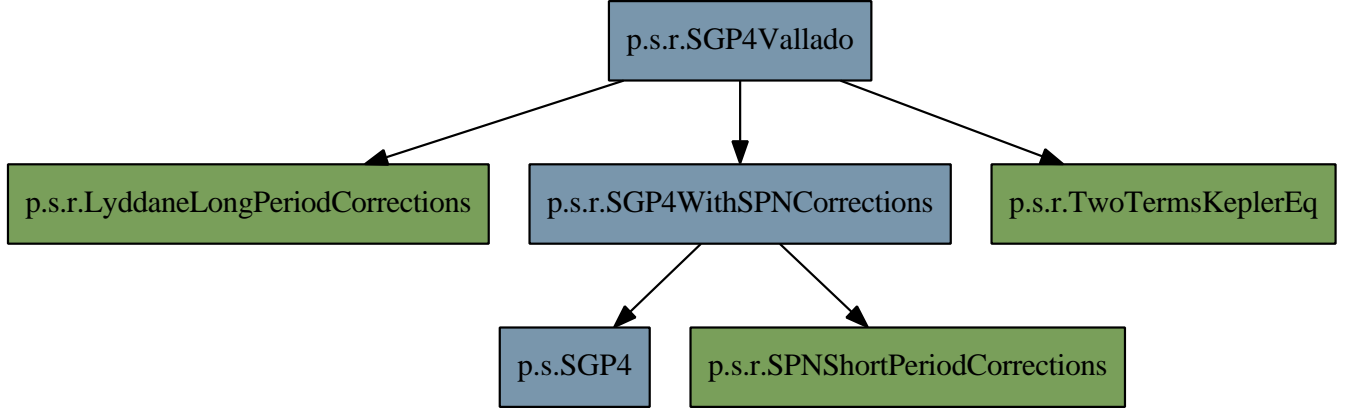 p.s.r.SGP4Vallado
p.s.r.LyddaneLongPeriodCorrections
p.s.r.SGP4WithSPNCorrections
p.s.r.TwoTermsKeplerEq
p.s.SGP4
p.s.r.SPNShortPeriodCorrections